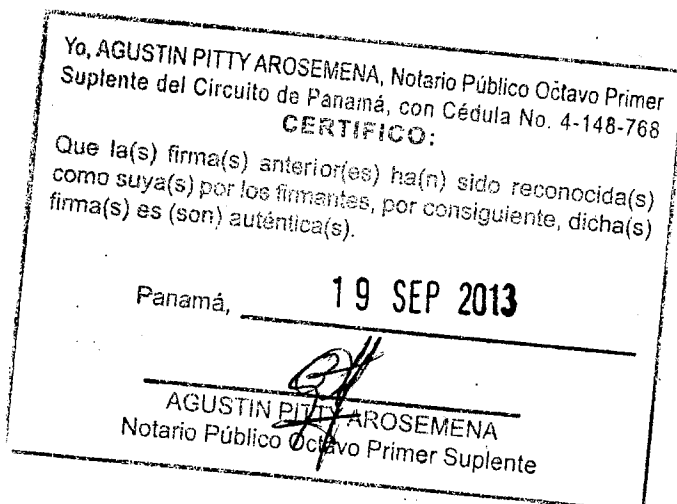 Yo, AGUSTIN PITTY AROSEMENA, Notario Público Octavo Primer
Suplente del Circuito de Panamá, con Cédula No. 4-148-768
CERTIFICO:
Que la(s) firma(s) anterior(es) ha(n) sido reconocida(s)
como suya(s) por los firmantes, por consiguiente, dicha(s)
firma(s) es (son) auténtica(s).
Panamá, 19 SEP 2013
AGUSTIN PITTY AROSEMENA
Notario Público Octavo Primer Suplente